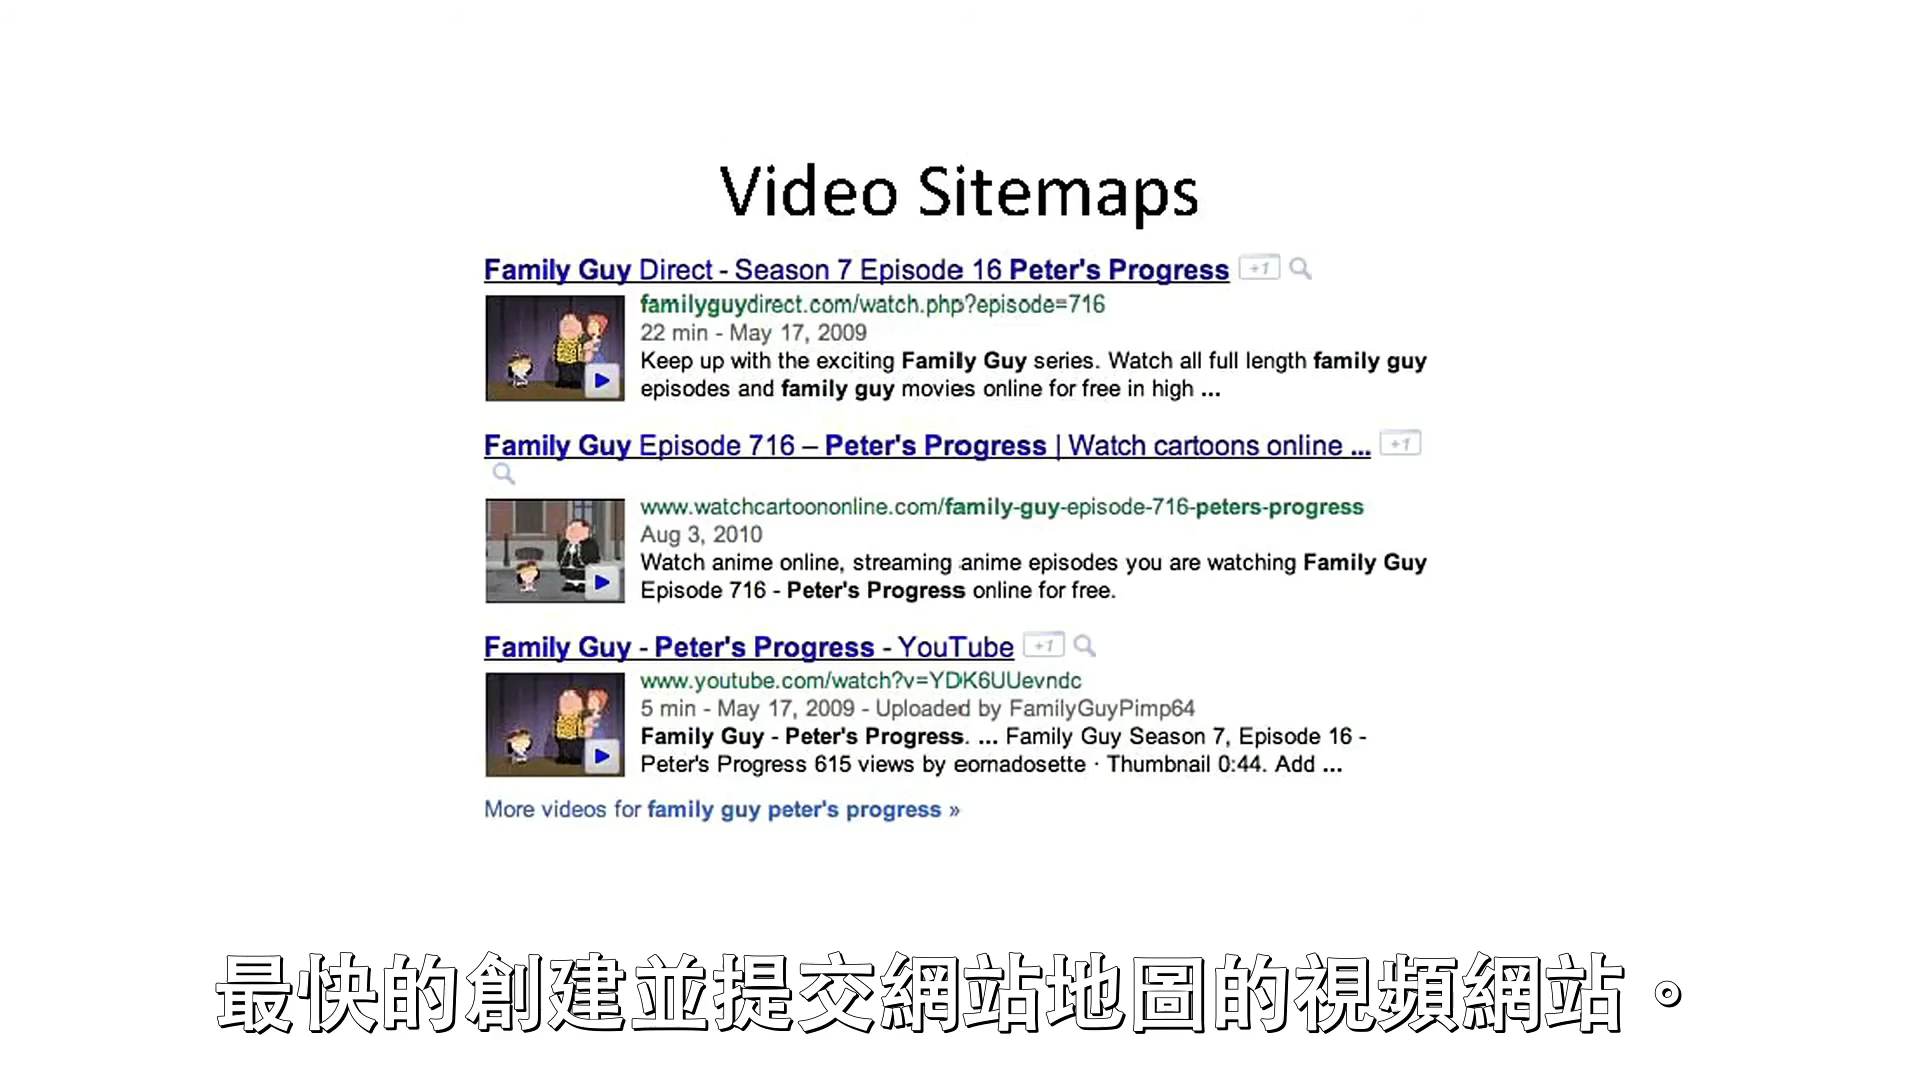 Video Sitemaps
Family Guy Direct - Season 7 Episode 16 Peter's Progress +1
familyguydirect.com/watch.php?episode=716
22 min - May 17, 2009
Keep up with the exciting Family Guy series. Watch all full length family guy
episodes and family guy movies online for free in high ...
Family Guy Episode 716 – Peter's Progress | Watch cartoons online ... +1
www.watchcartoononline.com/family-guy-episode-716-peters-progress
Aug 3, 2010
Watch anime online, streaming anime episodes you are watching Family Guy
Episode 716 - Peter's Progress online for free.
Family Guy - Peter's Progress - YouTube +1
www.youtube.com/watch?v=YDK6UUevndc
5 min - May 17, 2009 - Uploaded by FamilyGuyPimp64
Family Guy - Peter's Progress. ... Family Guy Season 7, Episode 16 -
Peter's Progress 615 views by eornadosette · Thumbnail 0:44. Add ...
More videos for family guy peter's progress »
最快的創建並提交網站地圖的視頻網站。